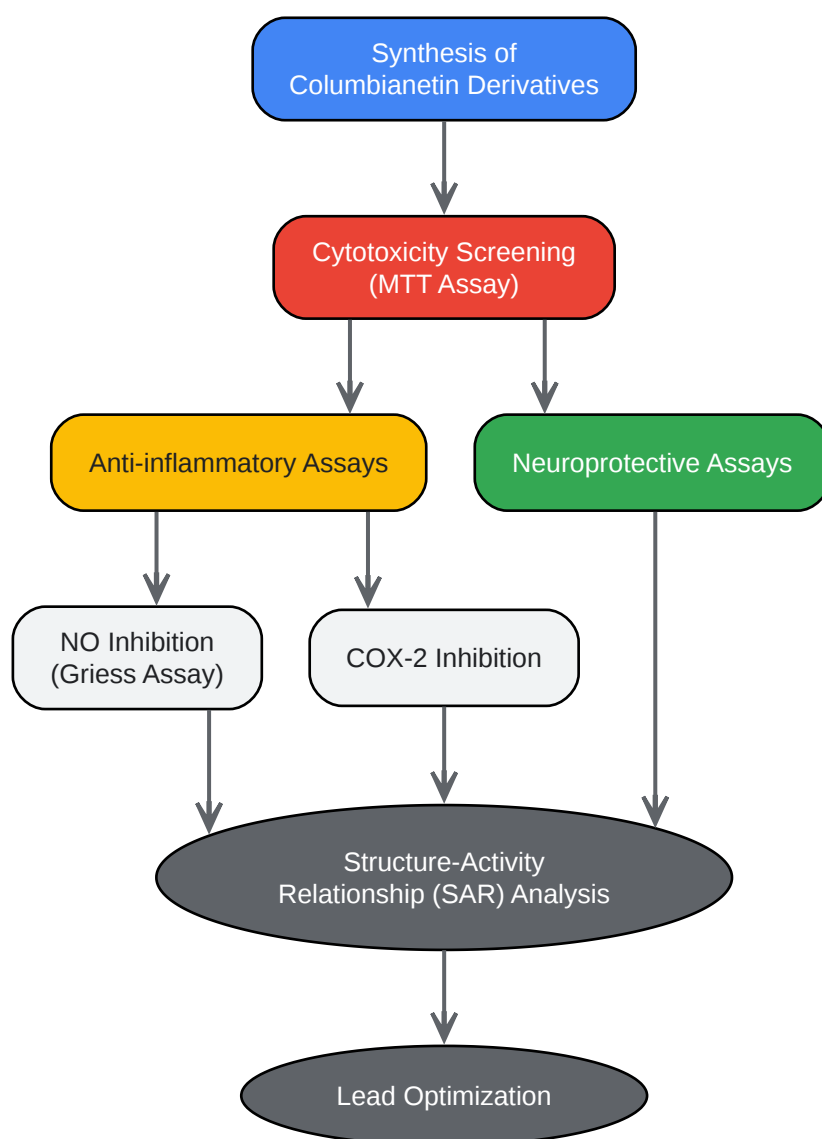 Synthesis of
Columbianetin Derivatives
Cytotoxicity Screening
(MTT Assay)
Anti-inflammatory Assays
Neuroprotective Assays
NO Inhibition
(Griess Assay)
COX-2 Inhibition
Structure-Activity
Relationship (SAR) Analysis
Lead Optimization